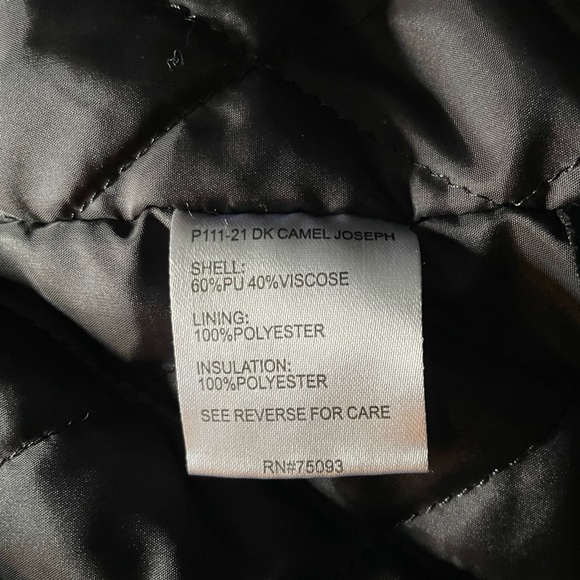 P111-21 DK CAMEL JOSEPH
SHELL:
60%PU 40%VISCOSE
LINING:
100%POLYESTER
INSULATION:
100%POLYESTER
SEE REVERSE FOR CARE
RN#75093